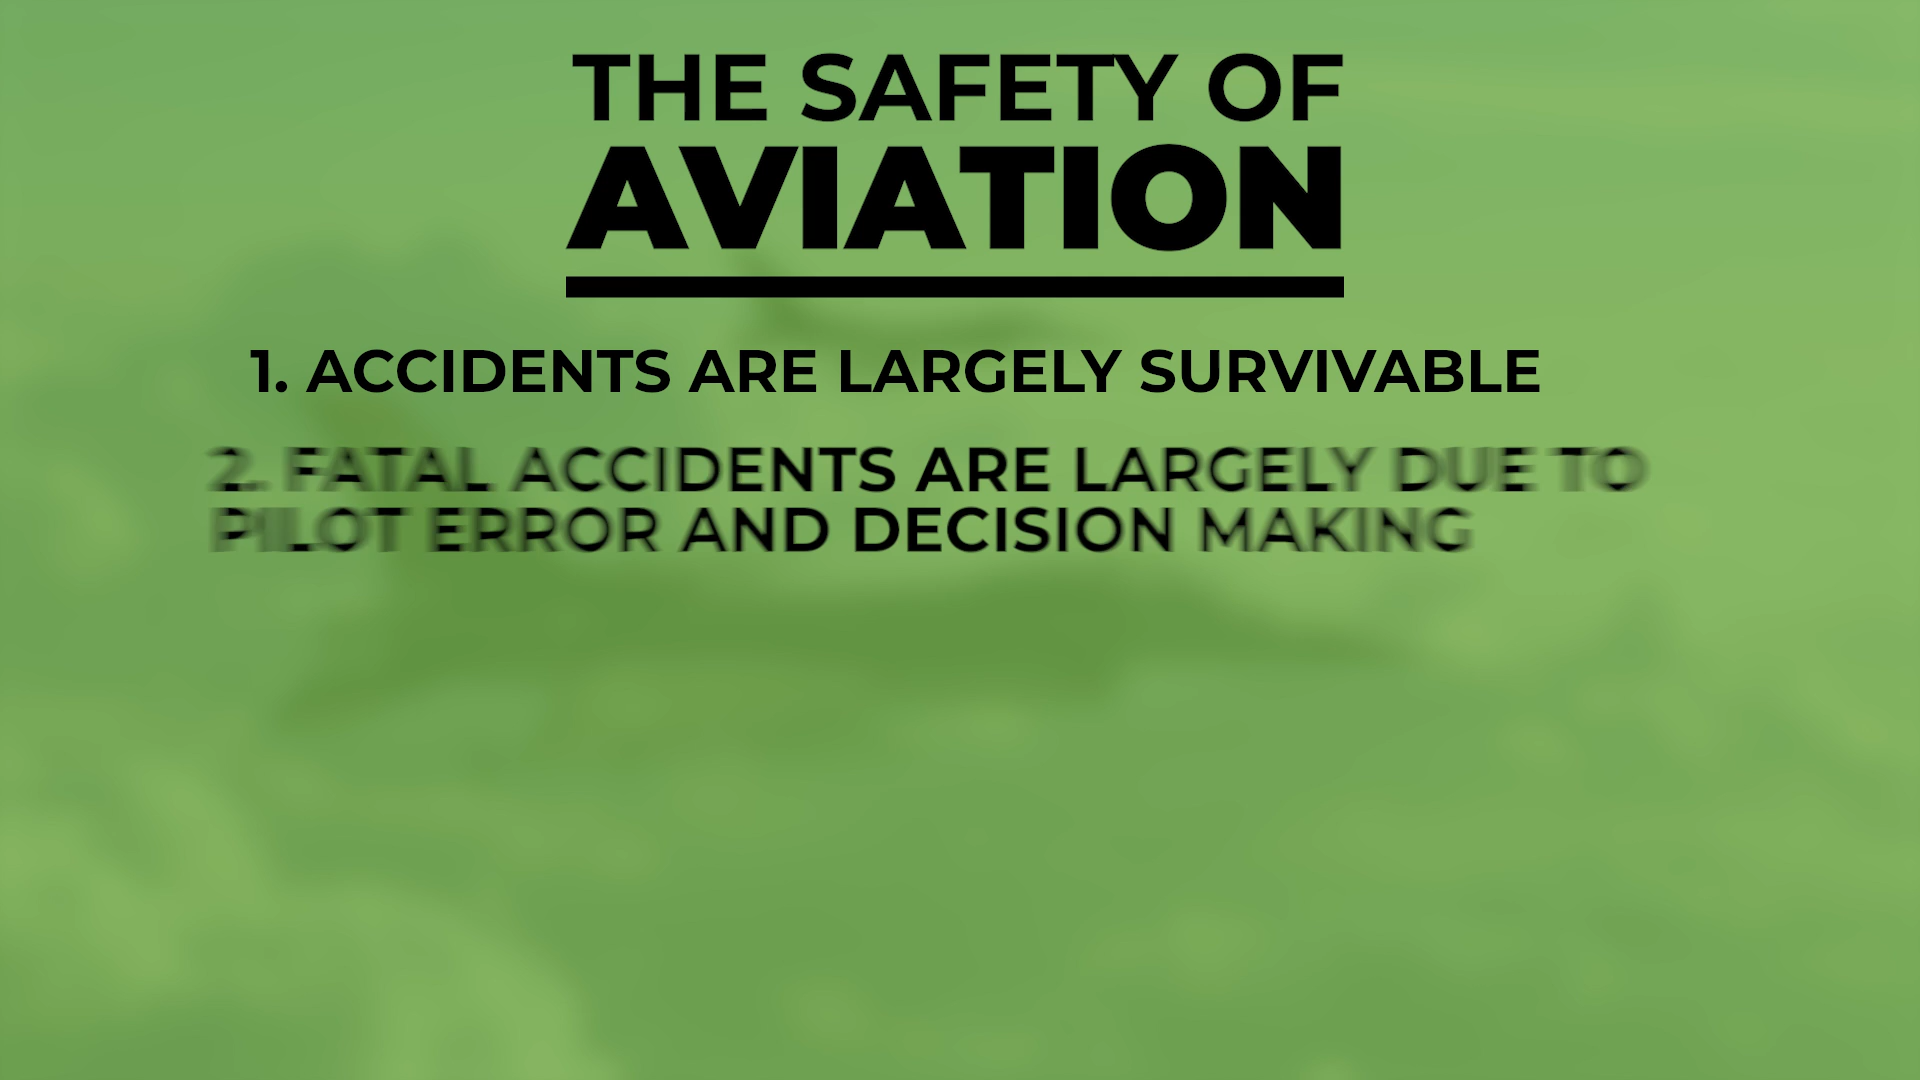 THE SAFETY OF
AVIATION
1. ACCIDENTS ARE LARGELY SURVIVABLE
2. FATAL ACCIDENTS ARE LARGELY DUE TO
PILOT ERROR AND DECISION MAKING